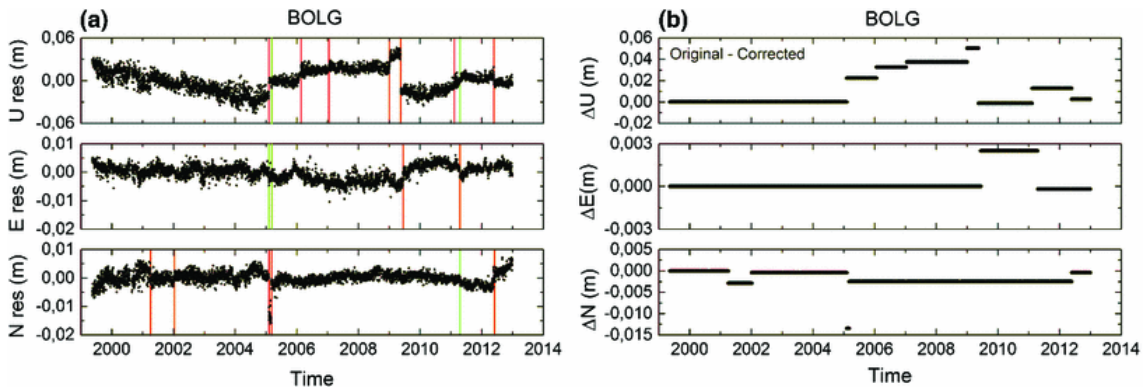 (a)
BOLG
U res (m)
0,06
0,00
-0,06
E res (m)
0,01
0,00
-0,01
-0,02
N res (m)
0,01
0,00
-0,01
-0,02
2000 2002 2004 2006 2008 2010 2012 2014
Time
(b)
BOLG
Original - Corrected
ΔU (m)
0,06
0,04
0,02
0,00
-0,02
ΔE(m)
0,003
0,000
-0,003
ΔN (m)
0,005
0,000
-0,005
-0,010
-0,015
2000 2002 2004 2006 2008 2010 2012 2014
Time